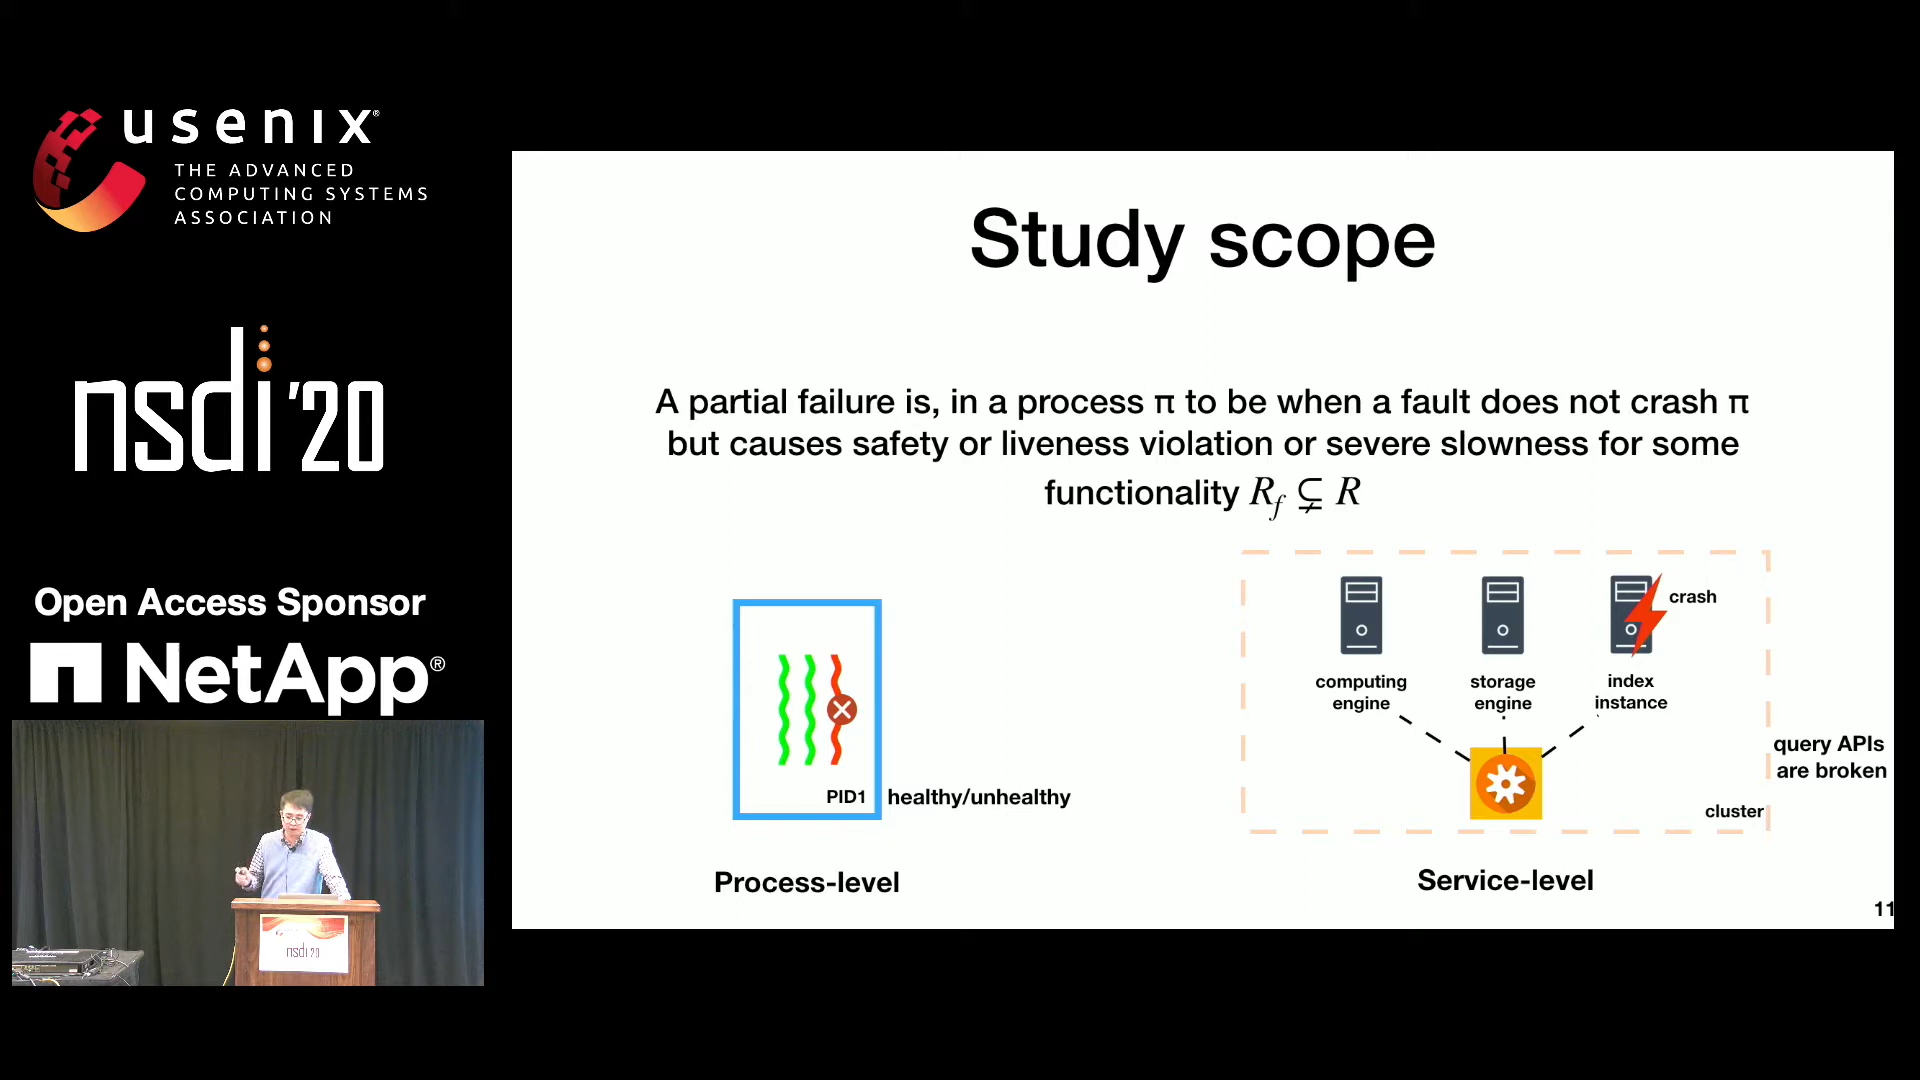 usenix®
THE ADVANCED
COMPUTING SYSTEMS
ASSOCIATION
nsdi '20
Open Access Sponsor
NetApp®
nsdi 20
Study scope
A partial failure is, in a process π to be when a fault does not crash π
but causes safety or liveness violation or severe slowness for some
functionality R_f ⊊ R
PID1
healthy/unhealthy
Process-level
crash
computing
engine
storage
engine
index
instance
query APIs
are broken
cluster
Service-level
11